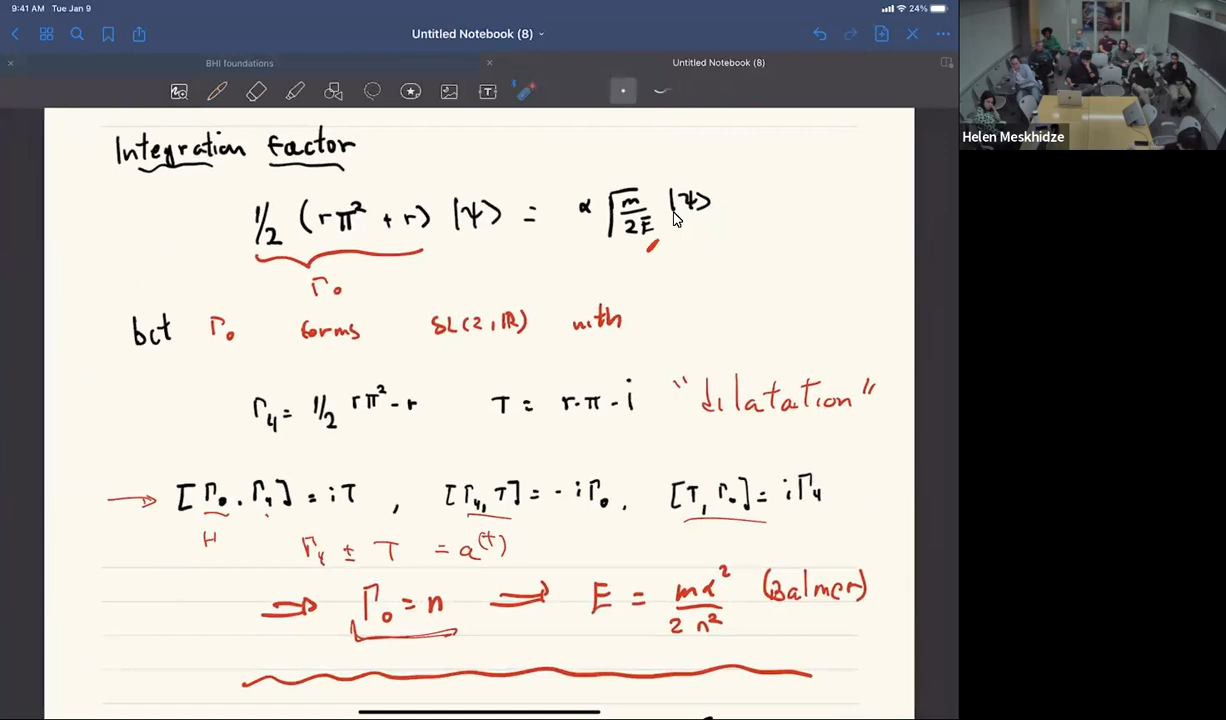 9:41 AM Tue Jan 9
24%
Untitled Notebook (8)
BHI foundations
Untitled Notebook (8)
Helen Meskhidze
Integration factor
1/2 (rπ² + r) |ψ⟩ = α √(m/2E) |ψ⟩
Γ₀
but Γ₀ forms SL(2,ℝ) with
Γ₄ = 1/2 rπ² - r T = r·π - i "dilatation"
[Γ₀, Γ₄] = iT , [Γ₄, T] = -iΓ₀ , [T, Γ₀] = iΓ₄
H Γ₄ ± T = a^(†)
⇒ Γ₀ = n ⇒ E = mα²/2n² (Balmer)